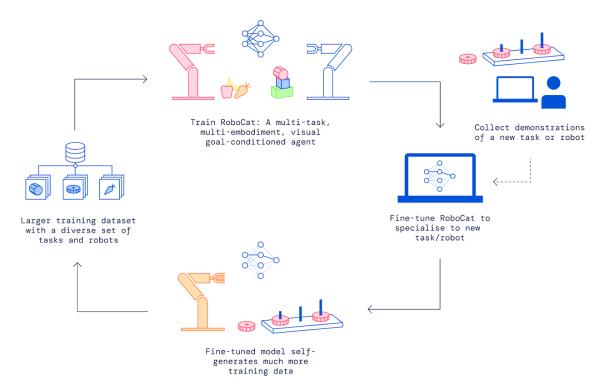 Train RoboCat: A multi-task,
multi-embodiment, visual
goal-conditioned agent
Collect demonstrations
of a new task or robot
Fine-tune RoboCat to
specialise to new
task/robot
Fine-tuned model self-
generates much more
training data
Larger training dataset
with a diverse set of
tasks and robots